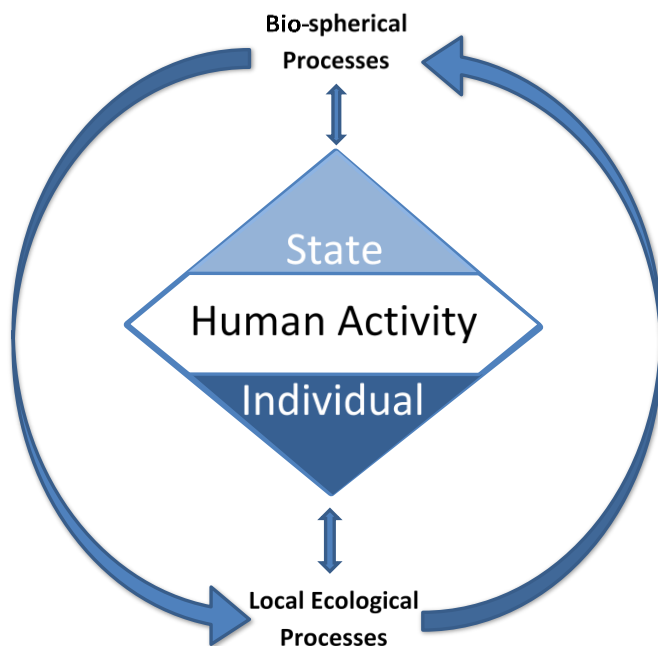 Bio-spherical
Processes
State
Human Activity
Individual
Local Ecological
Processes